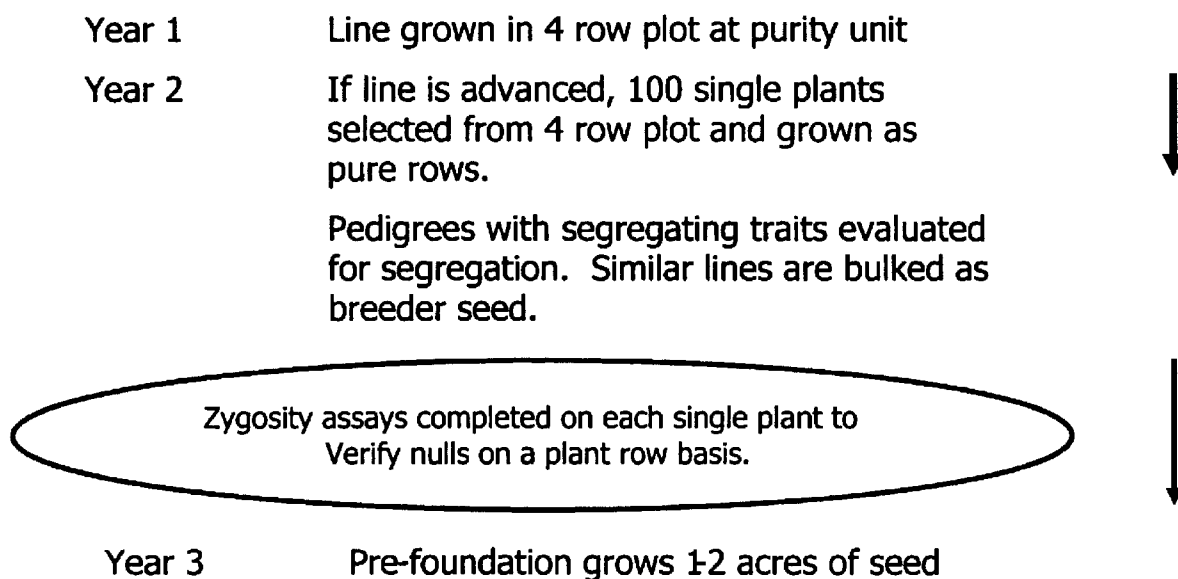 Year 1 Line grown in 4 row plot at purity unit
Year 2 If line is advanced, 100 single plants
selected from 4 row plot and grown as
pure rows.
Pedigrees with segregating traits evaluated
for segregation. Similar lines are bulked as
breeder seed.
Zygosity assays completed on each single plant to
Verify nulls on a plant row basis.
Year 3 Pre-foundation grows 1-2 acres of seed